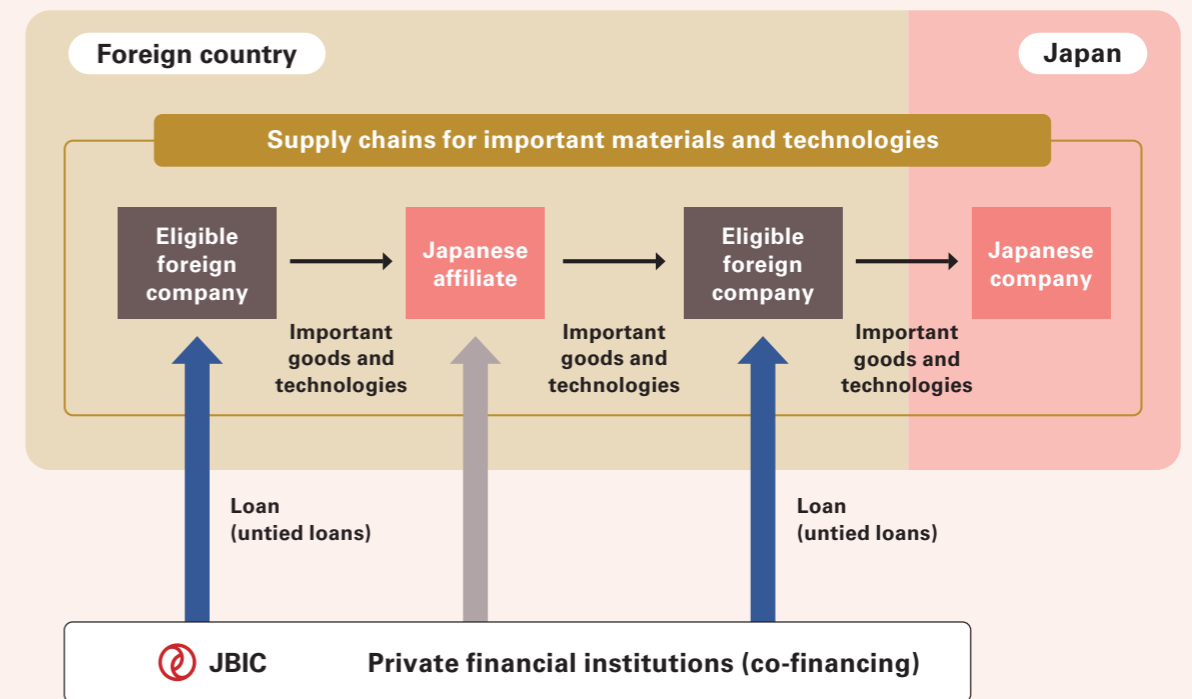 Foreign country
Japan
Supply chains for important materials and technologies
Eligible
foreign
company
Japanese
affiliate
Eligible
foreign
company
Japanese
company
Important
goods and
technologies
Important
goods and
technologies
Important
goods and
technologies
Loan
(untied loans)
Loan
(untied loans)
JBIC
Private financial institutions (co-financing)